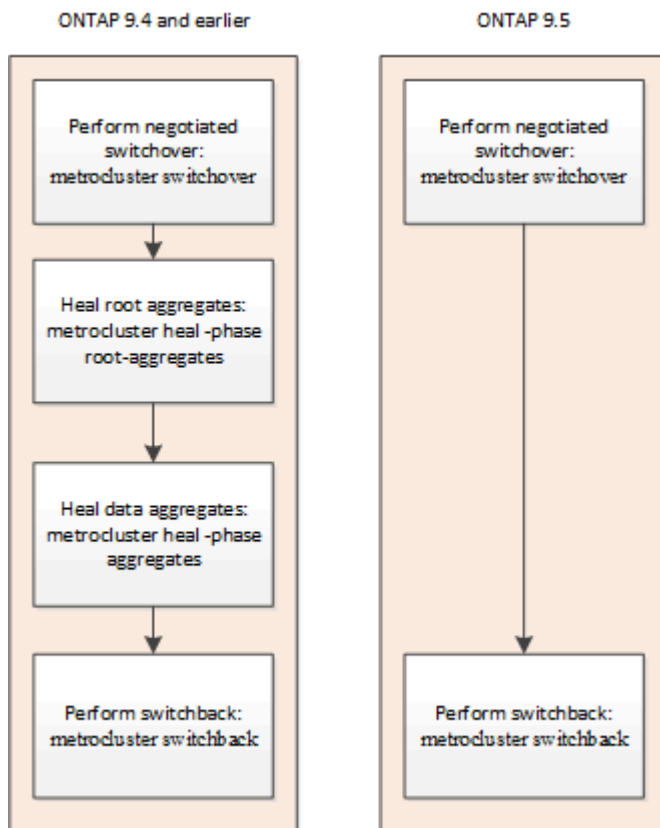 ONTAP 9.4 and earlier
Perform negotiated
switchover:
metrocluster switchover
Heal root aggregates:
metrocluster heal -phase
root-aggregates
Heal data aggregates:
metrocluster heal -phase
aggregates
Perform switchback:
metrocluster switchback
ONTAP 9.5
Perform negotiated
switchover:
metrocluster switchover
Perform switchback:
metrocluster switchback